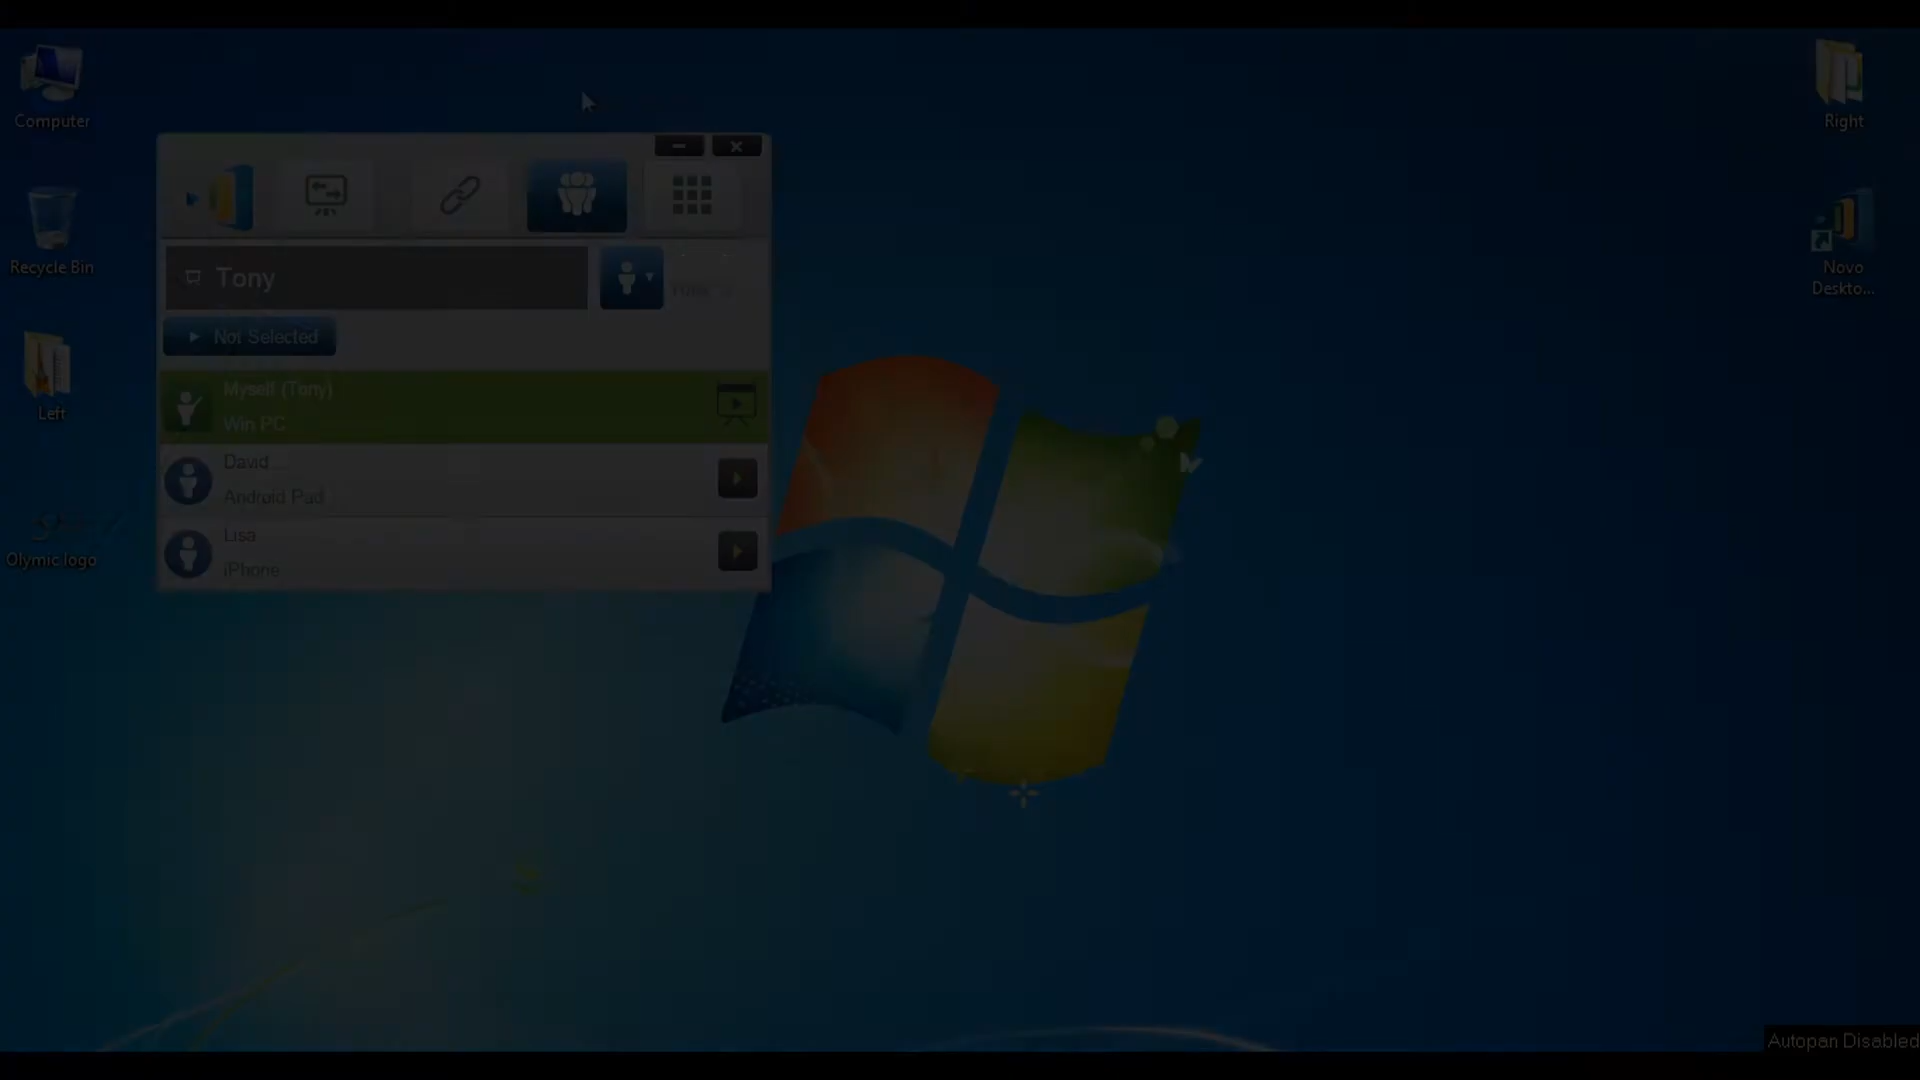 Computer
Right
Tony
Recycle Bin
Novo
Deskto...
Not Selected
Myself (Tony)
Win PC
Left
David
Android Pad
Lisa
iPhone
Olymic logo
Autopan Disabled